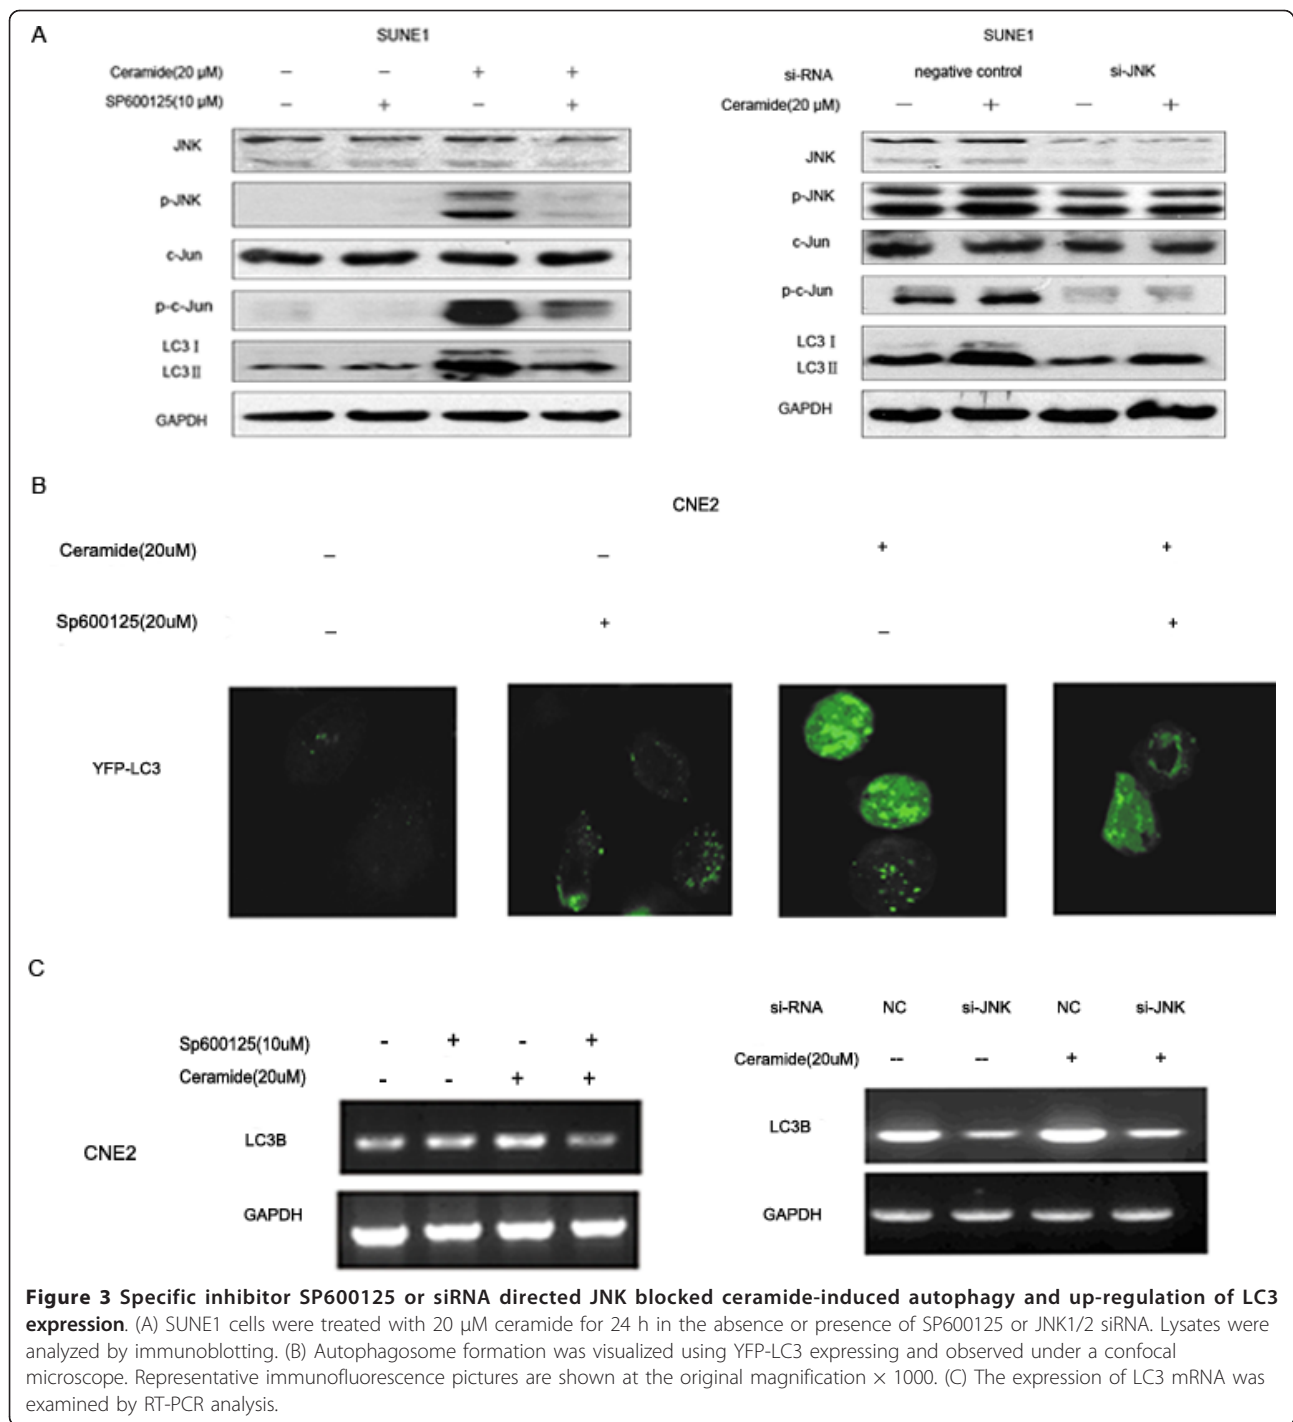 A
SUNE1
Ceramide(20 μM) – – + +
SP600125(10 μM) – + – +
JNK
p-JNK
c-Jun
p-c-Jun
LC3 Ⅰ
LC3 Ⅱ
GAPDH
SUNE1
si-RNA negative control si-JNK
Ceramide(20 μM) – + – +
JNK
p-JNK
c-Jun
p-c-Jun
LC3 Ⅰ
LC3 Ⅱ
GAPDH
B
CNE2
Ceramide(20uM) – – + +
Sp600125(20uM) – + – +
YFP-LC3
C
CNE2
Sp600125(10uM) - + - +
Ceramide(20uM) - - + +
LC3B
GAPDH
si-RNA NC si-JNK NC si-JNK
Ceramide(20uM) -- -- + +
LC3B
GAPDH
Figure 3 Specific inhibitor SP600125 or siRNA directed JNK blocked ceramide-induced autophagy and up-regulation of LC3
expression. (A) SUNE1 cells were treated with 20 μM ceramide for 24 h in the absence or presence of SP600125 or JNK1/2 siRNA. Lysates were
analyzed by immunoblotting. (B) Autophagosome formation was visualized using YFP-LC3 expressing and observed under a confocal
microscope. Representative immunofluorescence pictures are shown at the original magnification × 1000. (C) The expression of LC3 mRNA was
examined by RT-PCR analysis.